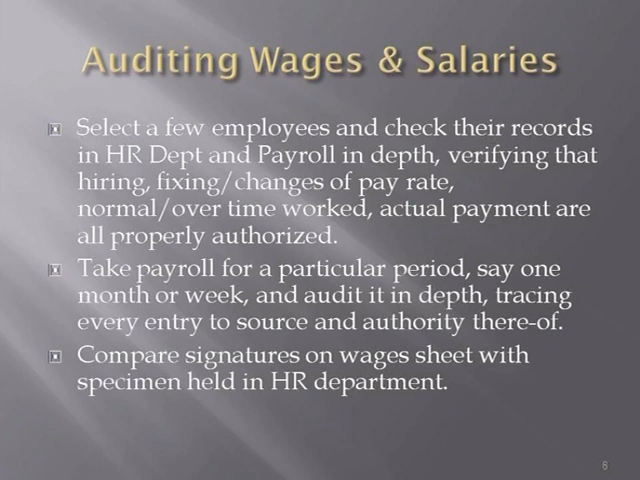 Auditing Wages & Salaries
Select a few employees and check their records
in HR Dept and Payroll in depth, verifying that
hiring, fixing/changes of pay rate,
normal/over time worked, actual payment are
all properly authorized.
Take payroll for a particular period, say one
month or week, and audit it in depth, tracing
every entry to source and authority there-of.
Compare signatures on wages sheet with
specimen held in HR department.
8